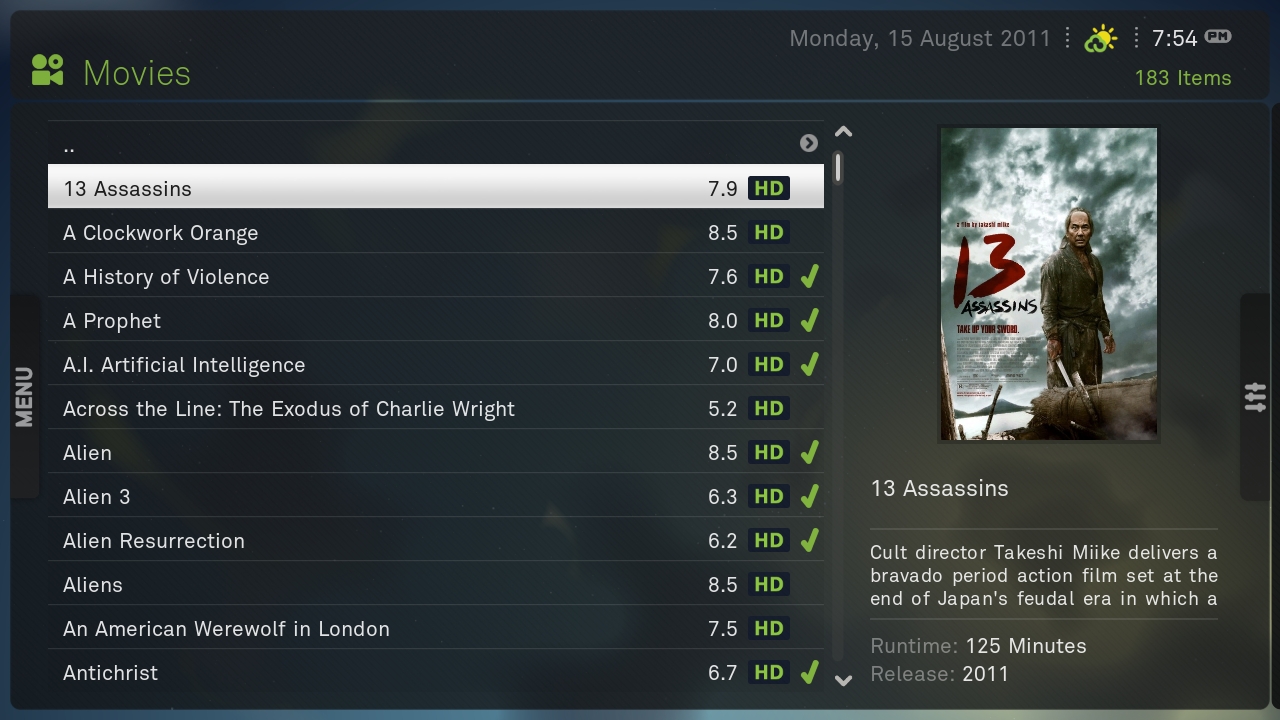 Monday, 15 August 2011
7:54 PM
Movies
183 Items
..
13 Assassins 7.9 HD
A Clockwork Orange 8.5 HD
A History of Violence 7.6 HD
A Prophet 8.0 HD
A.I. Artificial Intelligence 7.0 HD
Across the Line: The Exodus of Charlie Wright 5.2 HD
Alien 8.5 HD
Alien 3 6.3 HD
Alien Resurrection 6.2 HD
Aliens 8.5 HD
An American Werewolf in London 7.5 HD
Antichrist 6.7 HD
MENU
a film by takashi miike
13
ASSASSINS
TAKE UP YOUR SWORD.
13 Assassins
Cult director Takeshi Miike delivers a
bravado period action film set at the
end of Japan's feudal era in which a
Runtime: 125 Minutes
Release: 2011